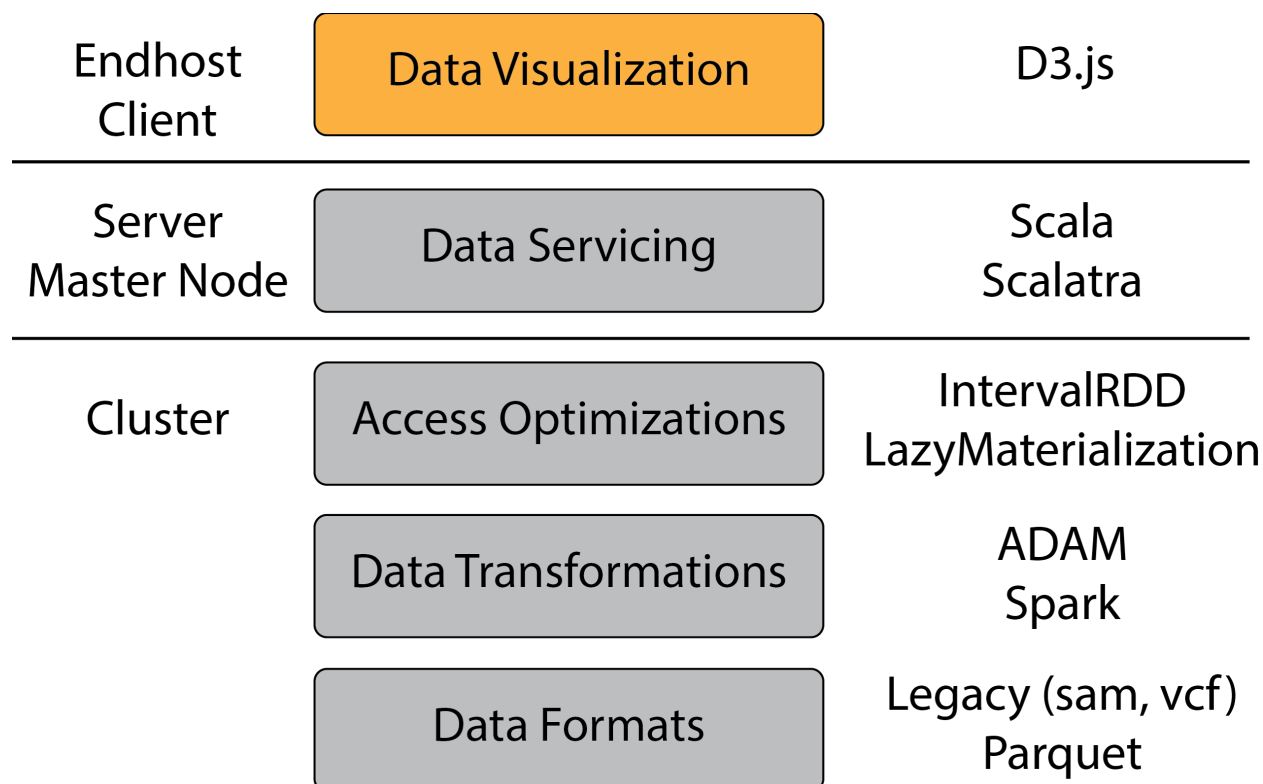 Endhost
Client
Data Visualization
D3.js
Server
Master Node
Data Servicing
Scala
Scalatra
Cluster
Access Optimizations
IntervalRDD
LazyMaterialization
Data Transformations
ADAM
Spark
Data Formats
Legacy (sam, vcf)
Parquet